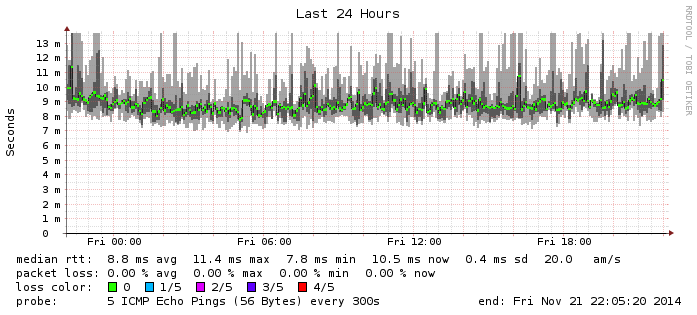 Last 24 Hours
RRDTOOL / TOBI OETIKER
Seconds
13 m
12 m
11 m
10 m
9 m
8 m
7 m
6 m
5 m
4 m
3 m
2 m
1 m
0
Fri 00:00 Fri 06:00 Fri 12:00 Fri 18:00
median rtt: 8.8 ms avg 11.4 ms max 7.8 ms min 10.5 ms now 0.4 ms sd 20.0 am/s
packet loss: 0.00 % avg 0.00 % max 0.00 % min 0.00 % now
loss color: 0 1/5 2/5 3/5 4/5
probe: 5 ICMP Echo Pings (56 Bytes) every 300s end: Fri Nov 21 22:05:20 2014